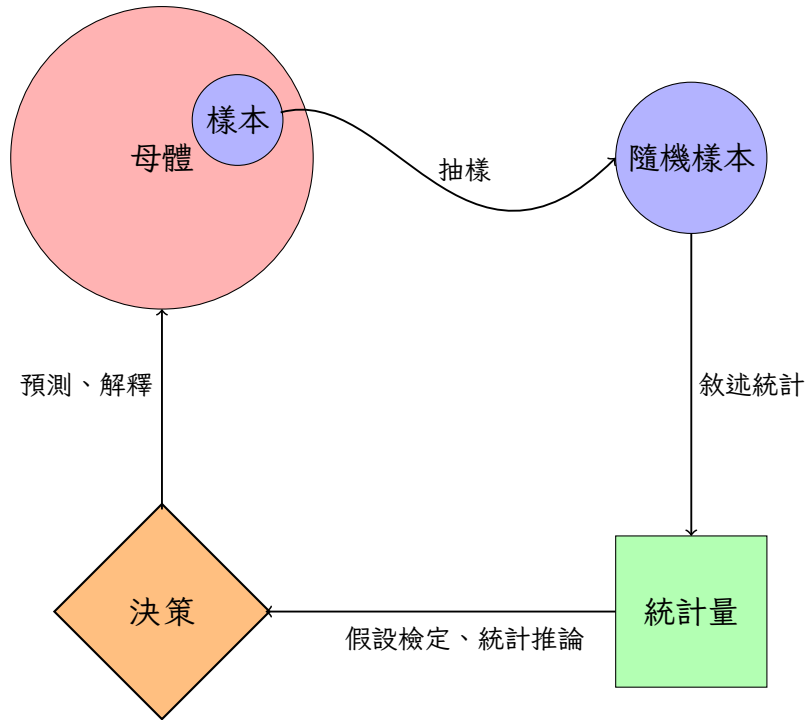 樣本
母體
抽樣
隨機樣本
預測、解釋
敘述統計
決策
假設檢定、統計推論
統計量